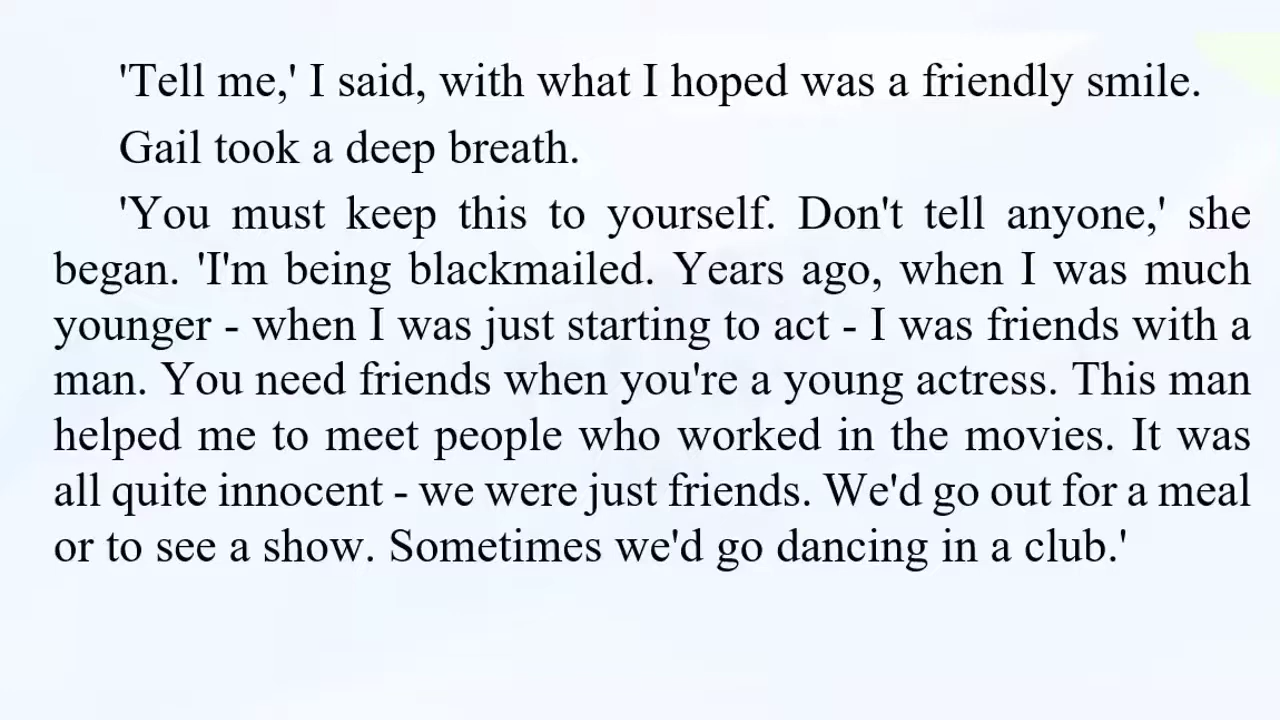 'Tell me,' I said, with what I hoped was a friendly smile.
Gail took a deep breath.
'You must keep this to yourself. Don't tell anyone,' she
began. 'I'm being blackmailed. Years ago, when I was much
younger - when I was just starting to act - I was friends with a
man. You need friends when you're a young actress. This man
helped me to meet people who worked in the movies. It was
all quite innocent - we were just friends. We'd go out for a meal
or to see a show. Sometimes we'd go dancing in a club.'